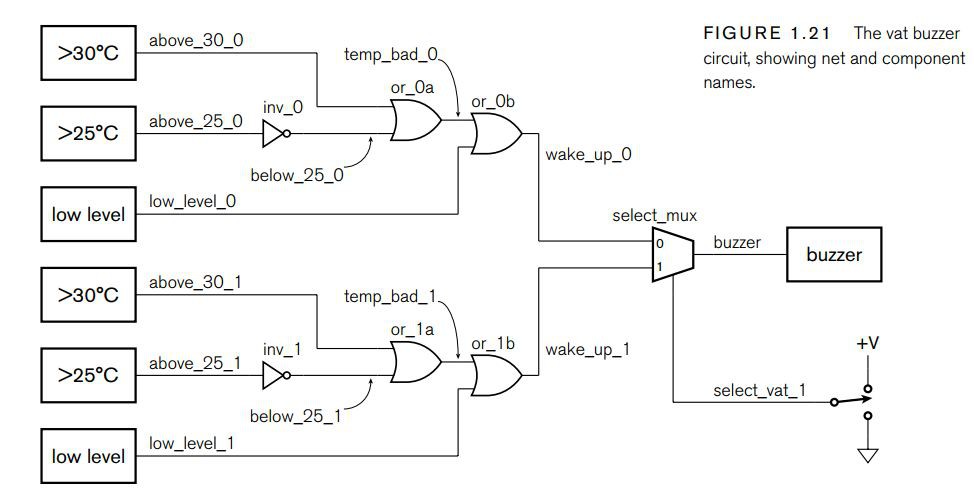 FIGURE 1.21 The vat buzzer
circuit, showing net and component
names.
>30°C
above_30_0
temp_bad_0
or_0a
or_0b
>25°C
above_25_0
inv_0
below_25_0
wake_up_0
low level
low_level_0
select_mux
0
1
buzzer
buzzer
>30°C
above_30_1
temp_bad_1
or_1a
or_1b
>25°C
above_25_1
inv_1
below_25_1
wake_up_1
low level
low_level_1
+V
select_vat_1